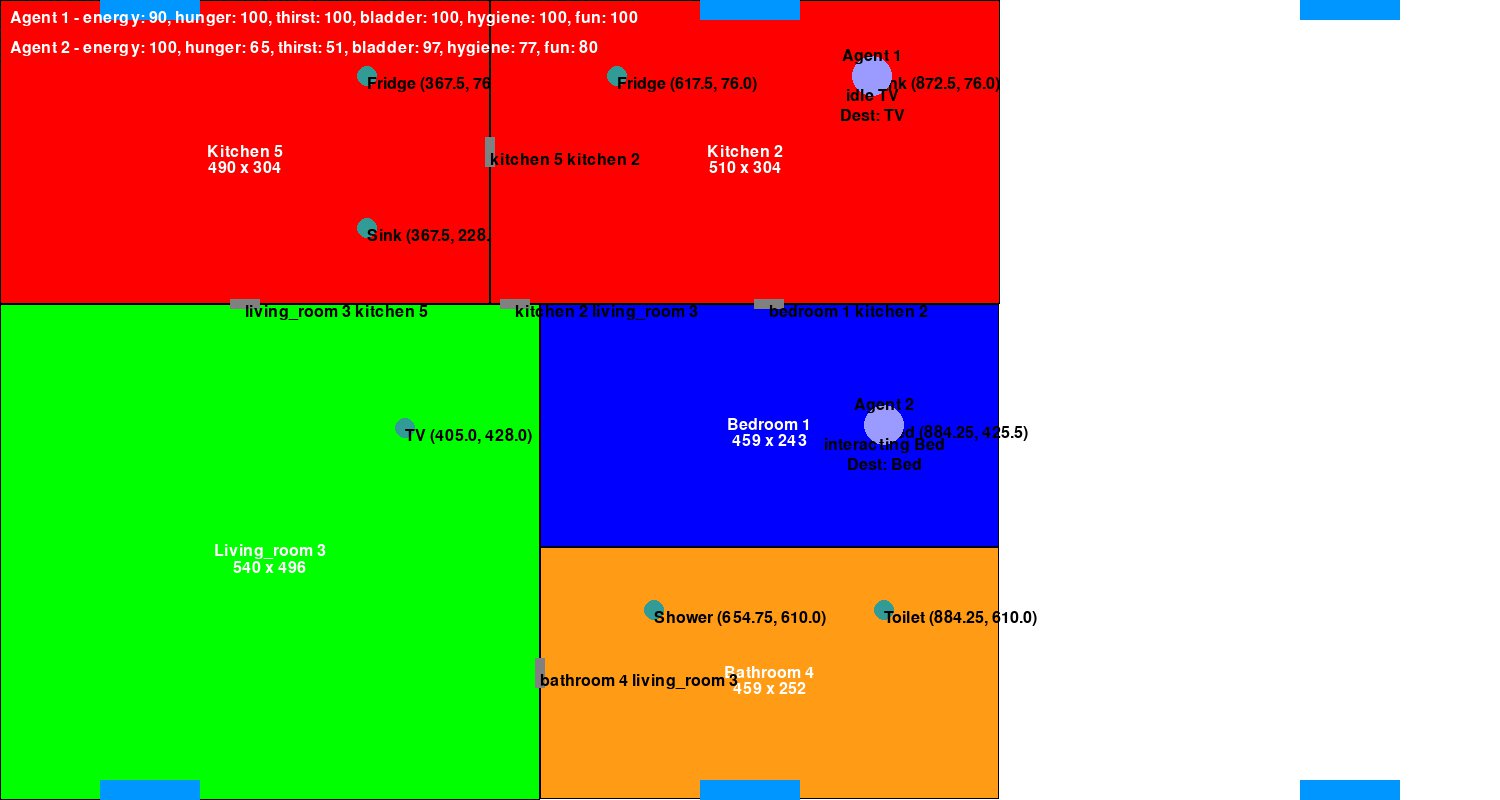 Agent 1 - energy: 90, hunger: 100, thirst: 100, bladder: 100, hygiene: 100, fun: 100
Agent 2 - energy: 100, hunger: 65, thirst: 51, bladder: 97, hygiene: 77, fun: 80
Agent 1
Fridge (367.5, 76
Fridge (617.5, 76.0)
nk (872.5, 76.0)
idle TV
Dest: TV
Kitchen 5
490 x 304
kitchen 5 kitchen 2
Kitchen 2
510 x 304
Sink (367.5, 228.
living_room 3 kitchen 5
kitchen 2 living_room 3
bedroom 1 kitchen 2
Agent 2
TV (405.0, 428.0)
Bedroom 1
459 x 243
d (884.25, 425.5)
interacting Bed
Dest: Bed
Living_room 3
540 x 496
Shower (654.75, 610.0)
Toilet (884.25, 610.0)
Bathroom 4
459 x 252
bathroom 4 living_room 3